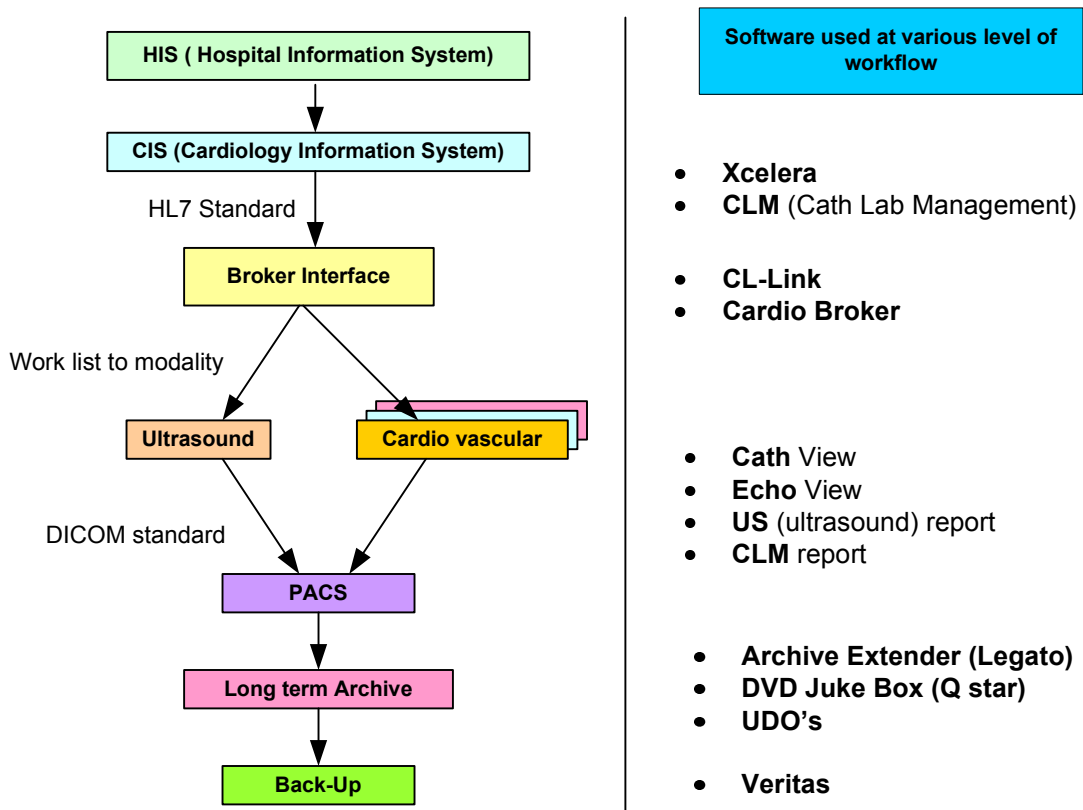 HIS ( Hospital Information System)
CIS (Cardiology Information System)
HL7 Standard
Broker Interface
Work list to modality
Ultrasound
Cardio vascular
DICOM standard
PACS
Long term Archive
Back-Up
Software used at various level of
workflow
• Xcelera
• CLM (Cath Lab Management)
• CL-Link
• Cardio Broker
• Cath View
• Echo View
• US (ultrasound) report
• CLM report
• Archive Extender (Legato)
• DVD Juke Box (Q star)
• UDO's
• Veritas